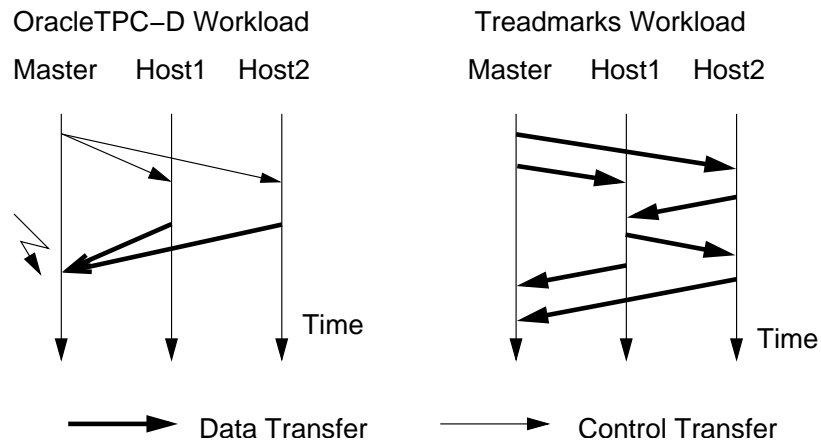 OracleTPC−D Workload
Treadmarks Workload
Master Host1 Host2
Master Host1 Host2
Time
Time
Data Transfer
Control Transfer